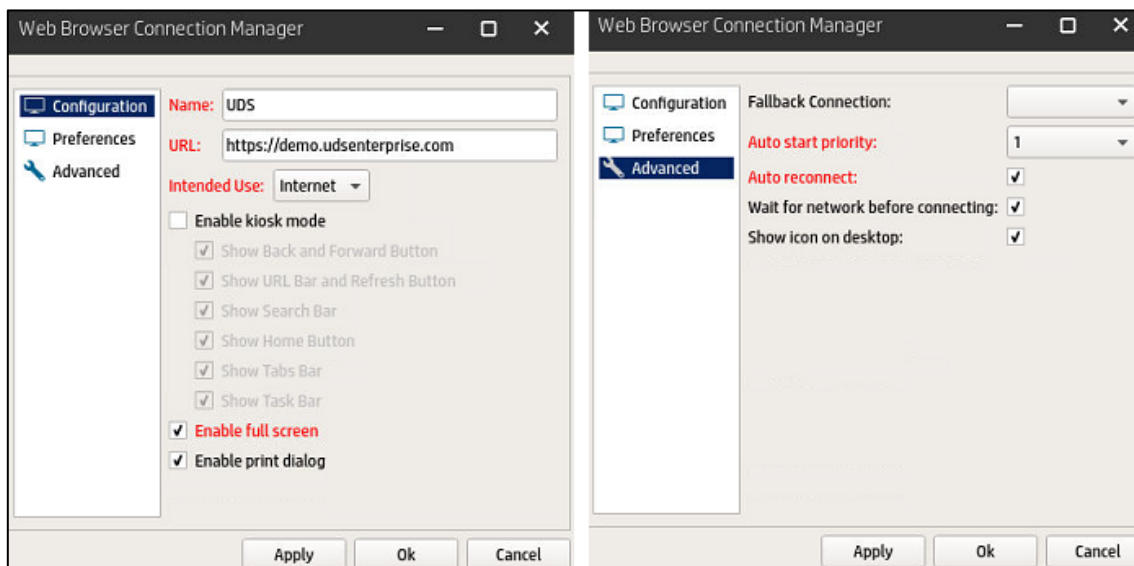 Web Browser Connection Manager
Configuration
Preferences
Advanced
Name: UDS
URL: https://demo.udsenterprise.com
Intended Use: Internet
Enable kiosk mode
Show Back and Forward Button
Show URL Bar and Refresh Button
Show Search Bar
Show Home Button
Show Tabs Bar
Show Task Bar
Enable full screen
Enable print dialog
Apply Ok Cancel
Web Browser Connection Manager
Configuration
Preferences
Advanced
Fallback Connection:
Auto start priority: 1
Auto reconnect:
Wait for network before connecting:
Show icon on desktop:
Apply Ok Cancel